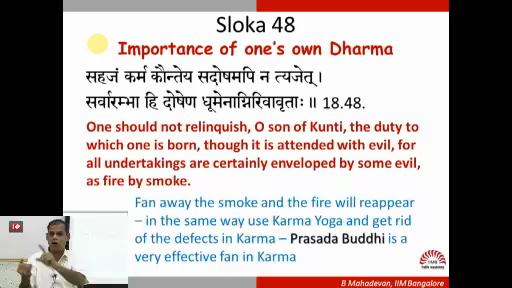 Sloka 48
Importance of one's own Dharma
सहजं कर्म कौन्तेय सदोषमपि न त्यजेत् ।
सर्वारम्भा हि दोषेण धूमेनाग्निरिवावृताः ॥ 18.48.
One should not relinquish, O son of Kunti, the duty to
which one is born, though it is attended with evil, for
all undertakings are certainly enveloped by some evil,
as fire by smoke.
Fan away the smoke and the fire will reappear
– in the same way use Karma Yoga and get rid
of the defects in Karma – Prasada Buddhi is a
very effective fan in Karma
B Mahadevan, IIM Bangalore